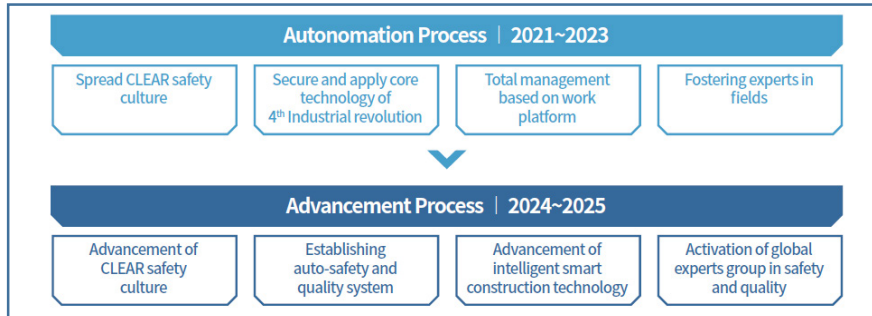 Autonomation Process | 2021~2023
Spread CLEAR safety
culture
Secure and apply core
technology of
4th Industrial revolution
Total management
based on work
platform
Fostering experts in
fields
Advancement Process | 2024~2025
Advancement of
CLEAR safety
culture
Establishing
auto-safety and
quality system
Advancement of
intelligent smart
construction technology
Activation of global
experts group in safety
and quality